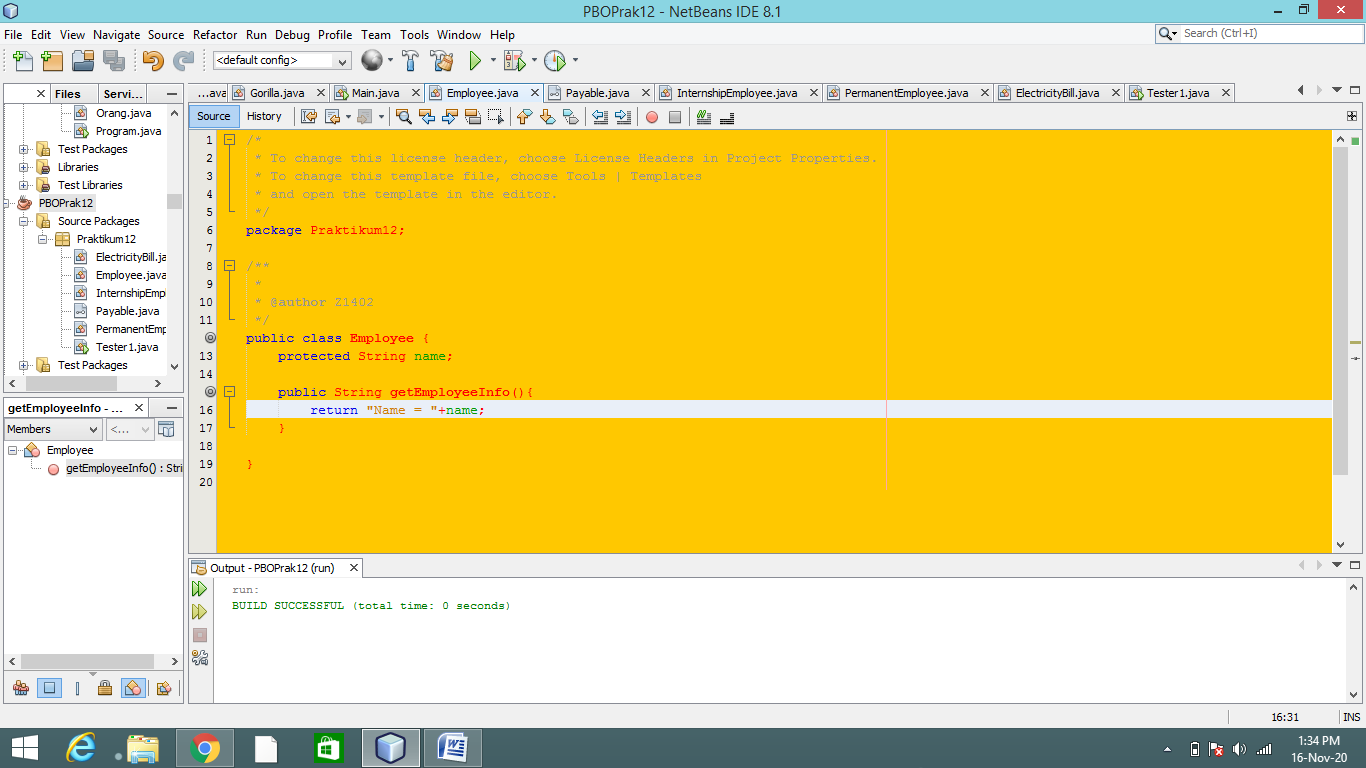 PBOPrak12 - NetBeans IDE 8.1
File Edit View Navigate Source Refactor Run Debug Profile Team Tools Window Help
Search (Ctrl+I)
<default config>
Files
Servi...
...ava
Gorilla.java
Main.java
Employee.java
Payable.java
InternshipEmployee.java
PermanentEmployee.java
ElectricityBill.java
Tester1.java
Orang.java
Program.java
Test Packages
Libraries
Test Libraries
PBOPrak12
Source Packages
Praktikum12
ElectricityBill.ja
Employee.java
InternshipEmp
Payable.java
PermanentEmp
Tester1.java
Test Packages
Source History
1 /*
2 * To change this license header, choose License Headers in Project Properties.
3 * To change this template file, choose Tools | Templates
4 * and open the template in the editor.
5 */
6 package Praktikum12;
7
8 /**
9 *
10 * @author Z1402
11 */
public class Employee {
13 protected String name;
14
public String getEmployeeInfo(){
16 return "Name = "+name;
17 }
18
19 }
20
getEmployeeInfo - ...
Members
<...
Employee
getEmployeeInfo() : Stri
Output - PBOPrak12 (run)
run:
BUILD SUCCESSFUL (total time: 0 seconds)
16:31
INS
1:34 PM
16-Nov-20